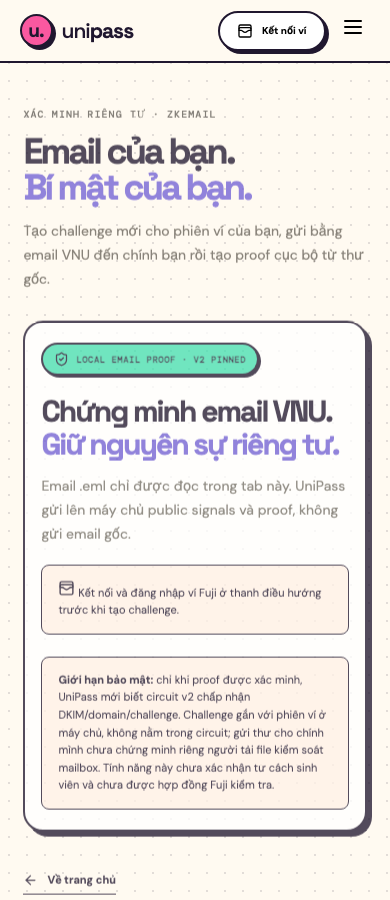 u. unipass
Kết nối ví
XÁC MINH RIÊNG TƯ · ZKEMAIL
Email của bạn.
Bí mật của bạn.
Tạo challenge mới cho phiên ví của bạn, gửi bằng
email VNU đến chính bạn rồi tạo proof cục bộ từ thư
gốc.
LOCAL EMAIL PROOF · V2 PINNED
Chứng minh email VNU.
Giữ nguyên sự riêng tư.
Email .eml chỉ được đọc trong tab này. UniPass
gửi lên máy chủ public signals và proof, không
gửi email gốc.
Kết nối và đăng nhập ví Fuji ở thanh điều hướng
trước khi tạo challenge.
Giới hạn bảo mật: chỉ khi proof được xác minh,
UniPass mới biết circuit v2 chấp nhận
DKIM/domain/challenge. Challenge gắn với phiên ví ở
máy chủ, không nằm trong circuit; gửi thư cho chính
mình chưa chứng minh riêng người tải file kiểm soát
mailbox. Tính năng này chưa xác nhận tư cách sinh
viên và chưa được hợp đồng Fuji kiểm tra.
Về trang chủ